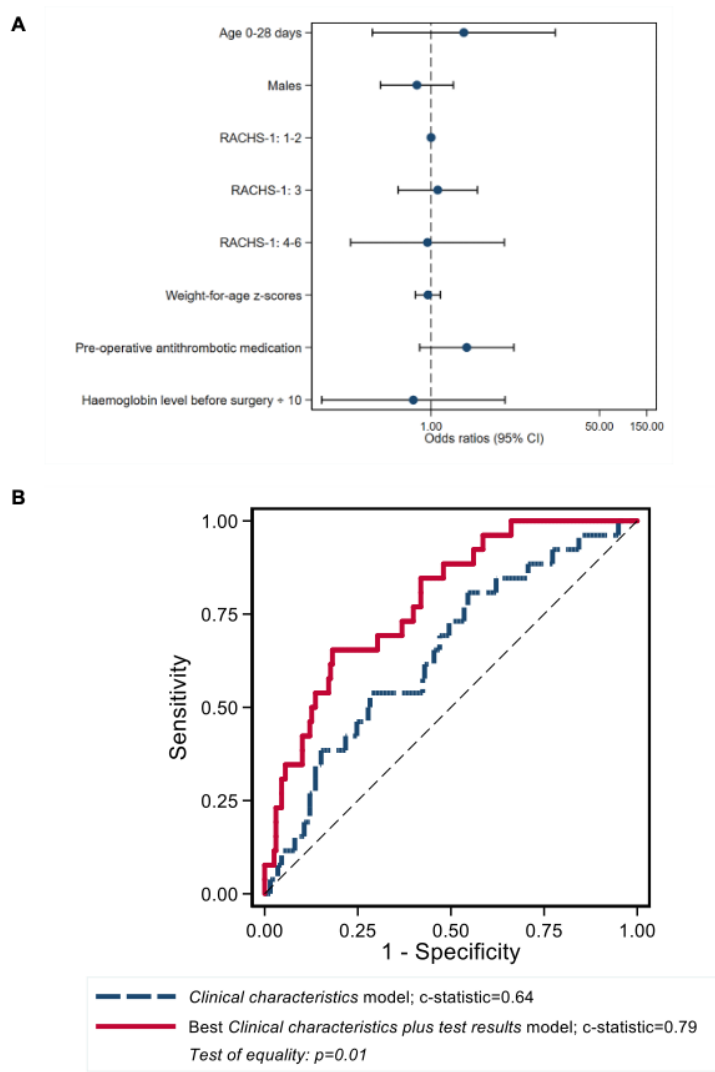 A
Age 0-28 days
Males
RACHS-1: 1-2
RACHS-1: 3
RACHS-1: 4-6
Weight-for-age z-scores
Pre-operative antithrombotic medication
Haemoglobin level before surgery ÷ 10
1.00 50.00 150.00
Odds ratios (95% CI)
B
1.00
0.75
0.50
0.25
0.00
Sensitivity
0.00 0.25 0.50 0.75 1.00
1 - Specificity
Clinical characteristics model; c-statistic=0.64
Best Clinical characteristics plus test results model; c-statistic=0.79
Test of equality: p=0.01